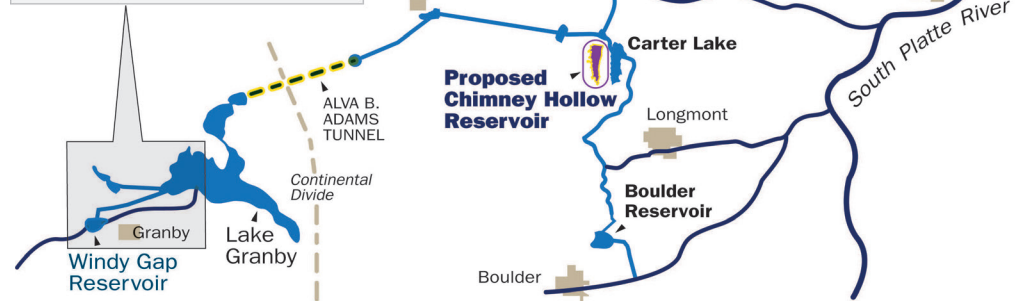 South Platte River
Carter Lake
Proposed
Chimney Hollow
Reservoir
ALVA B.
ADAMS
TUNNEL
Longmont
Continental
Divide
Boulder
Reservoir
Granby
Lake
Granby
Windy Gap
Reservoir
Boulder